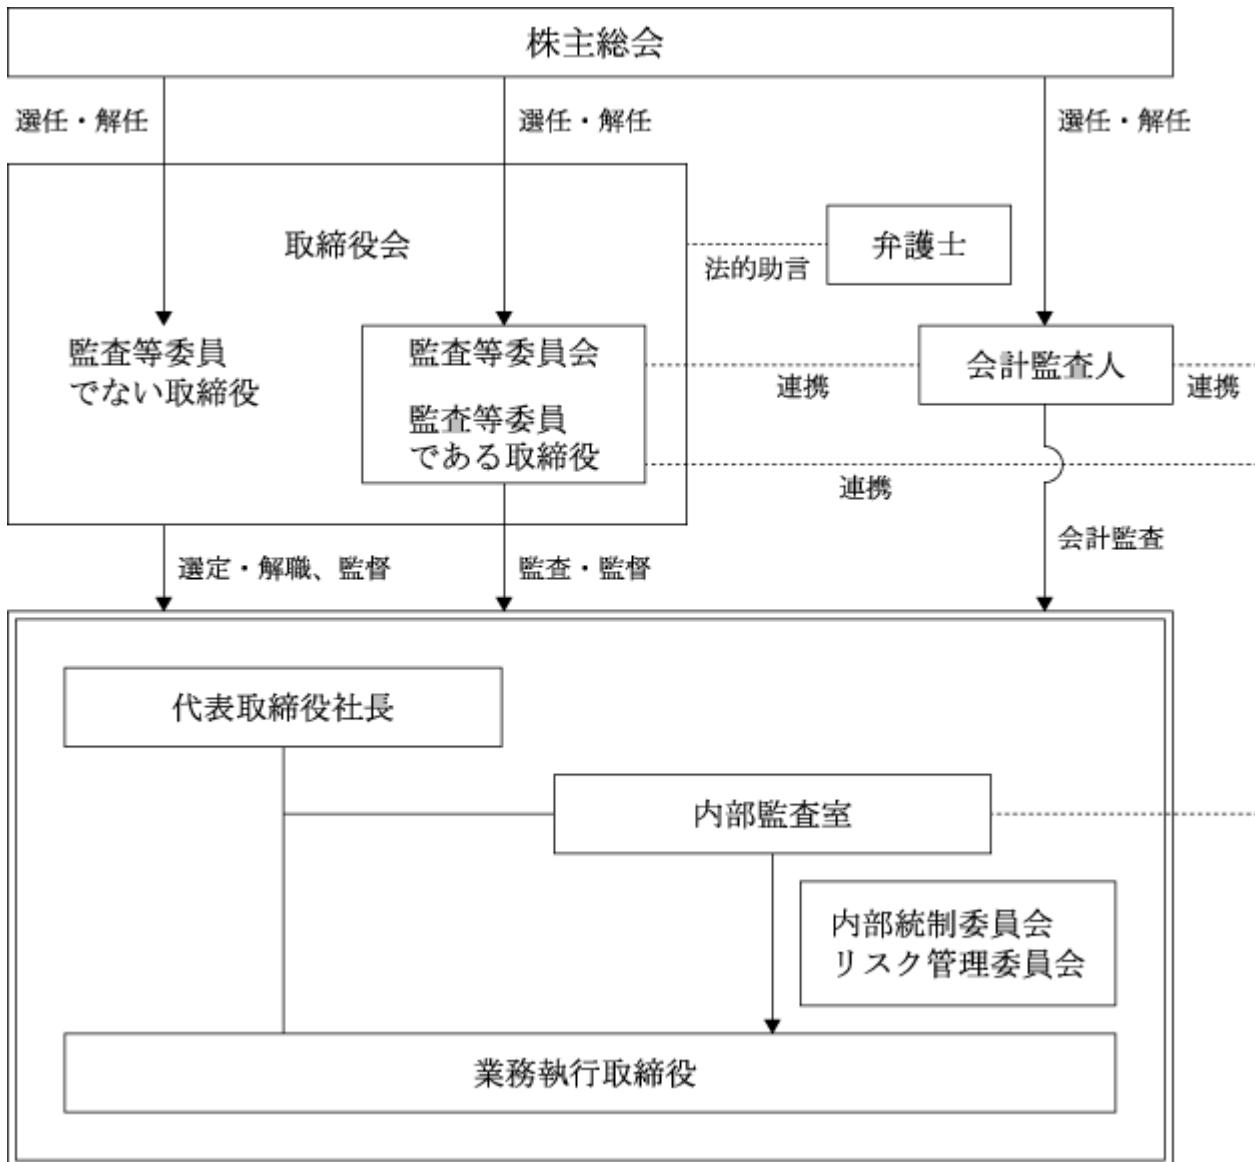 株主総会
選任・解任
選任・解任
選任・解任
取締役会
弁護士
法的助言
監査等委員
でない取締役
監査等委員会
監査等委員
である取締役
会計監査人
連携
連携
連携
会計監査
選定・解職、監督
監査・監督
代表取締役社長
内部監査室
内部統制委員会
リスク管理委員会
業務執行取締役